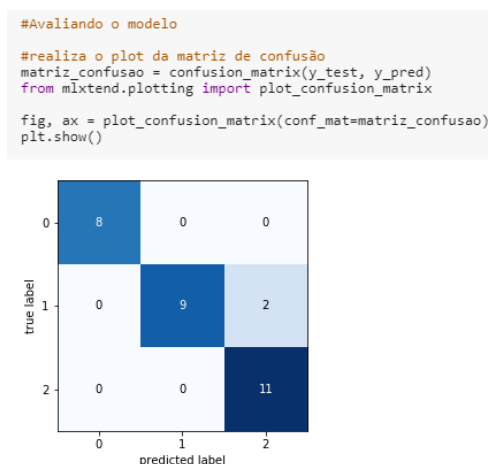 #Avaliando o modelo
#realiza o plot da matriz de confusão
matriz_confusao = confusion_matrix(y_test, y_pred)
from mlxtend.plotting import plot_confusion_matrix
fig, ax = plot_confusion_matrix(conf_mat=matriz_confusao)
plt.show()
0 8 0 0
1 0 9 2
2 0 0 11
true label
0 1 2
predicted label